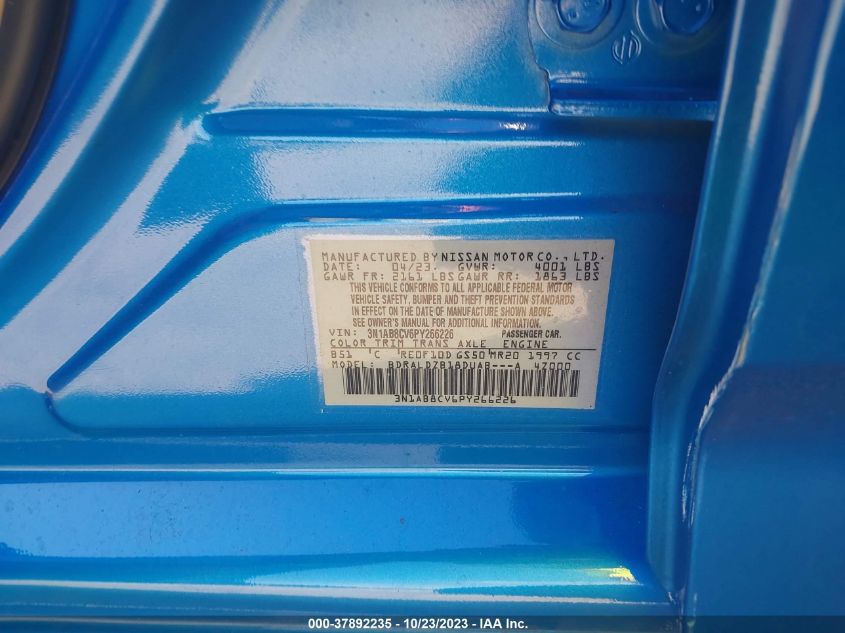 MANUFACTURED BY NISSAN MOTOR CO., LTD.
DATE: 04/23. GVWR: 4001 LBS
GAWR FR: 2161 LBS GAWR RR: 1863 LBS
THIS VEHICLE CONFORMS TO ALL APPLICABLE FEDERAL MOTOR
VEHICLE SAFETY, BUMPER AND THEFT PREVENTION STANDARDS
IN EFFECT ON THE DATE OF MANUFACTURE SHOWN ABOVE.
SEE OWNER'S MANUAL FOR ADDITIONAL INFORMATION.
VIN: 3N1AB8CV6PY266226 PASSENGER CAR.
COLOR TRIM TRANS AXLE ENGINE
B51 C RE0F10D GS50 MR20 1997 CC
MODEL: BDRALDZB18DUAB---A 47000
3N1AB8CV6PY266226
000-37892235 - 10/23/2023 - IAA Inc.